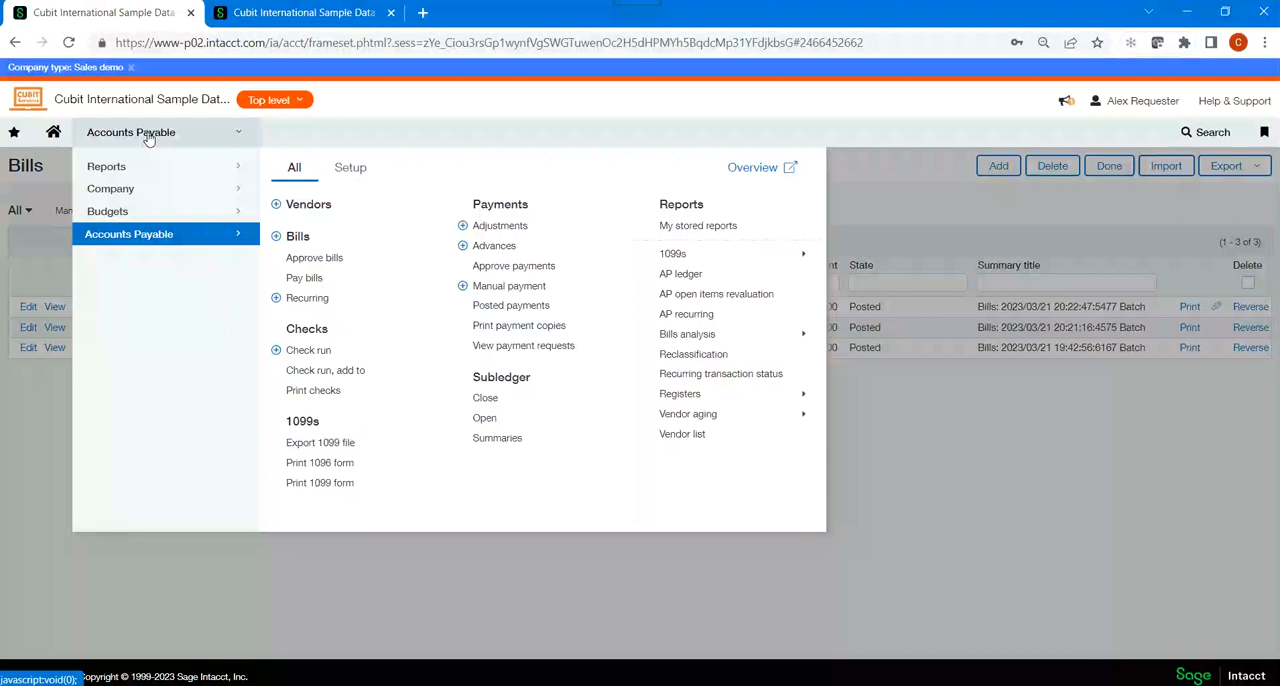 Cubit International Sample Data
Cubit International Sample Data
https://www-p02.intacct.com/ia/acct/frameset.phtml?.sess=zYe_Ciou3rsGp1wynfVgSWGTuwenOc2H5dHPMYh5BqdcMp31YFdjkbsG#2466452662
C
Company type: Sales demo
CUBIT
Cubit International Sample Dat...
Top level
Alex Requester
Help & Support
Accounts Payable
Search
Bills
Add
Delete
Done
Import
Export
All
Man
Reports
Company
Budgets
Accounts Payable
All
Setup
Overview
Vendors
Bills
Approve bills
Pay bills
Recurring
Checks
Check run
Check run, add to
Print checks
1099s
Export 1099 file
Print 1096 form
Print 1099 form
Payments
Adjustments
Advances
Approve payments
Manual payment
Posted payments
Print payment copies
View payment requests
Subledger
Close
Open
Summaries
Reports
My stored reports
1099s
AP ledger
AP open items revaluation
AP recurring
Bills analysis
Reclassification
Recurring transaction status
Registers
Vendor aging
Vendor list
(1 - 3 of 3)
nt State Summary title Delete
Edit View 00 Posted Bills: 2023/03/21 20:22:47:5477 Batch Print Reverse
Edit View 00 Posted Bills: 2023/03/21 20:21:16:4575 Batch Print Reverse
Edit View 00 Posted Bills: 2023/03/21 19:42:56:6167 Batch Print Reverse
javascript:void(0);
opyright © 1999-2023 Sage Intacct, Inc.
Sage Intacct